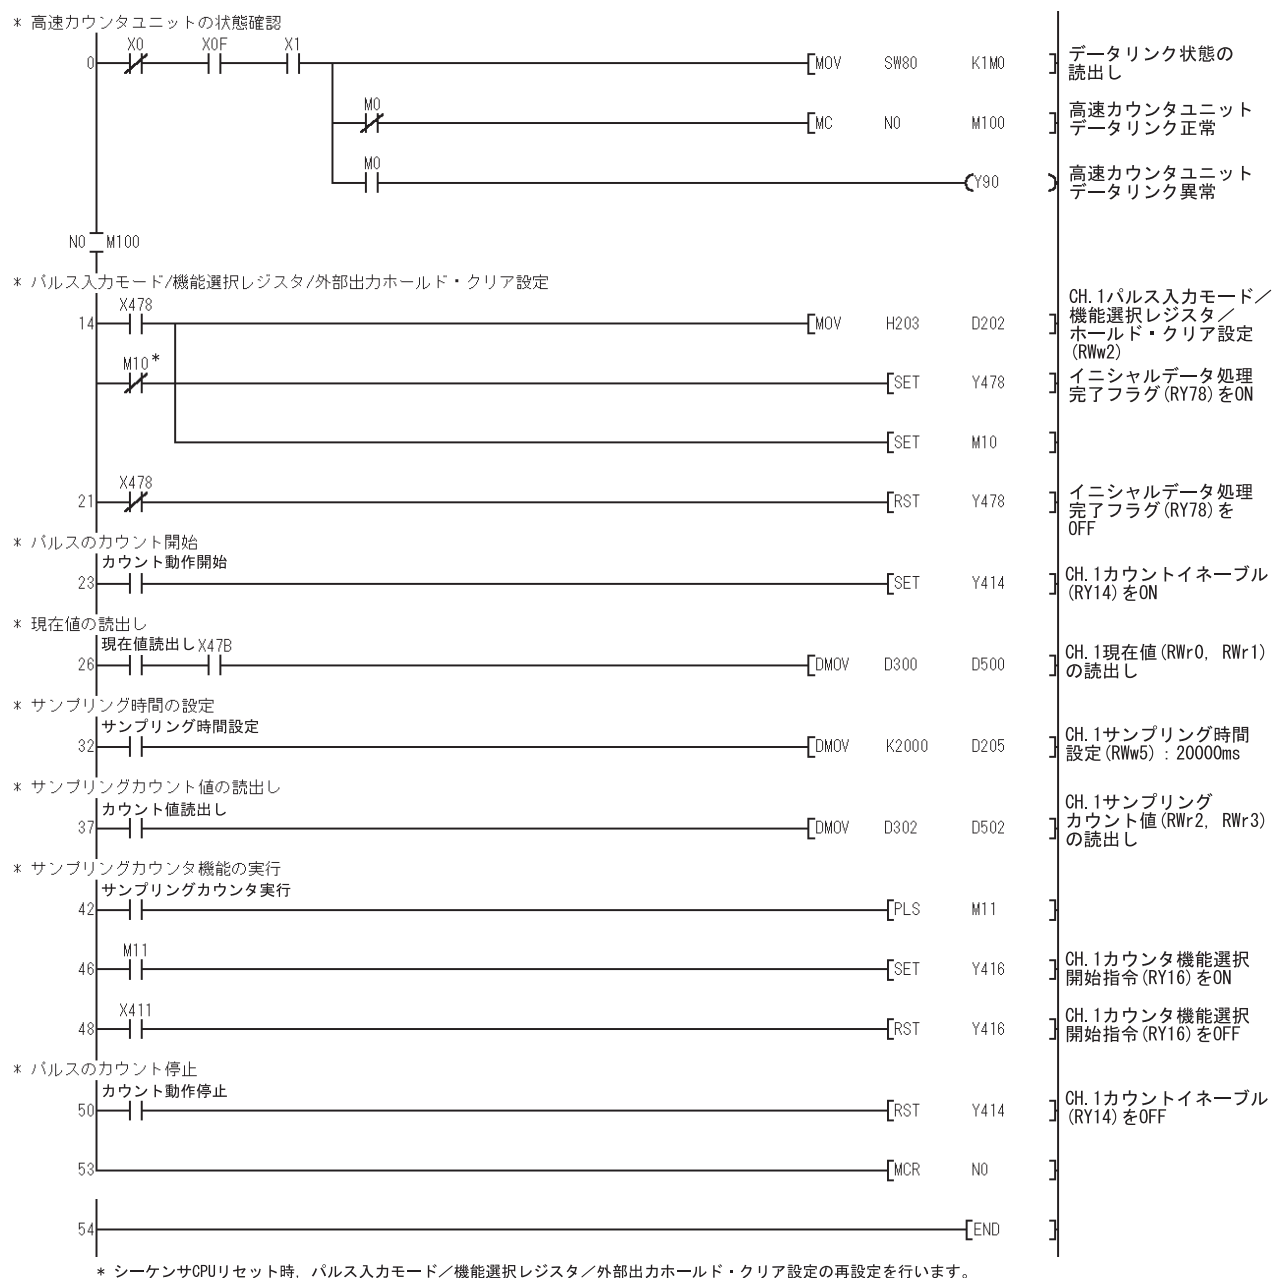 * 高速カウンタユニットの状態確認
X0 X0F X1
0 MOV SW80 K1M0 データリンク状態の
読出し
M0
MC N0 M100 高速カウンタユニット
データリンク正常
M0
Y90 高速カウンタユニット
データリンク異常
N0 M100
* パルス入力モード/機能選択レジスタ/外部出力ホールド・クリア設定
X478
14 MOV H203 D202 CH.1パルス入力モード/
機能選択レジスタ/
ホールド・クリア設定
(RWw2)
M10*
SET Y478 イニシャルデータ処理
完了フラグ(RY78)をON
SET M10
X478
21 RST Y478 イニシャルデータ処理
完了フラグ(RY78)を
OFF
* パルスのカウント開始
カウント動作開始
23 SET Y414 CH.1カウントイネーブル
(RY14)をON
* 現在値の読出し
現在値読出し X47B
26 DMOV D300 D500 CH.1現在値(RWr0, RWr1)
の読出し
* サンプリング時間の設定
サンプリング時間設定
32 DMOV K2000 D205 CH.1サンプリング時間
設定(RWw5):20000ms
* サンプリングカウント値の読出し
カウント値読出し
37 DMOV D302 D502 CH.1サンプリング
カウント値(RWr2, RWr3)
の読出し
* サンプリングカウンタ機能の実行
サンプリングカウンタ実行
42 PLS M11
M11
46 SET Y416 CH.1カウンタ機能選択
開始指令(RY16)をON
X411
48 RST Y416 CH.1カウンタ機能選択
開始指令(RY16)をOFF
* パルスのカウント停止
カウント動作停止
50 RST Y414 CH.1カウントイネーブル
(RY14)をOFF
53 MCR N0
54 END
* シーケンサCPUリセット時, パルス入力モード/機能選択レジスタ/外部出力ホールド・クリア設定の再設定を行います。